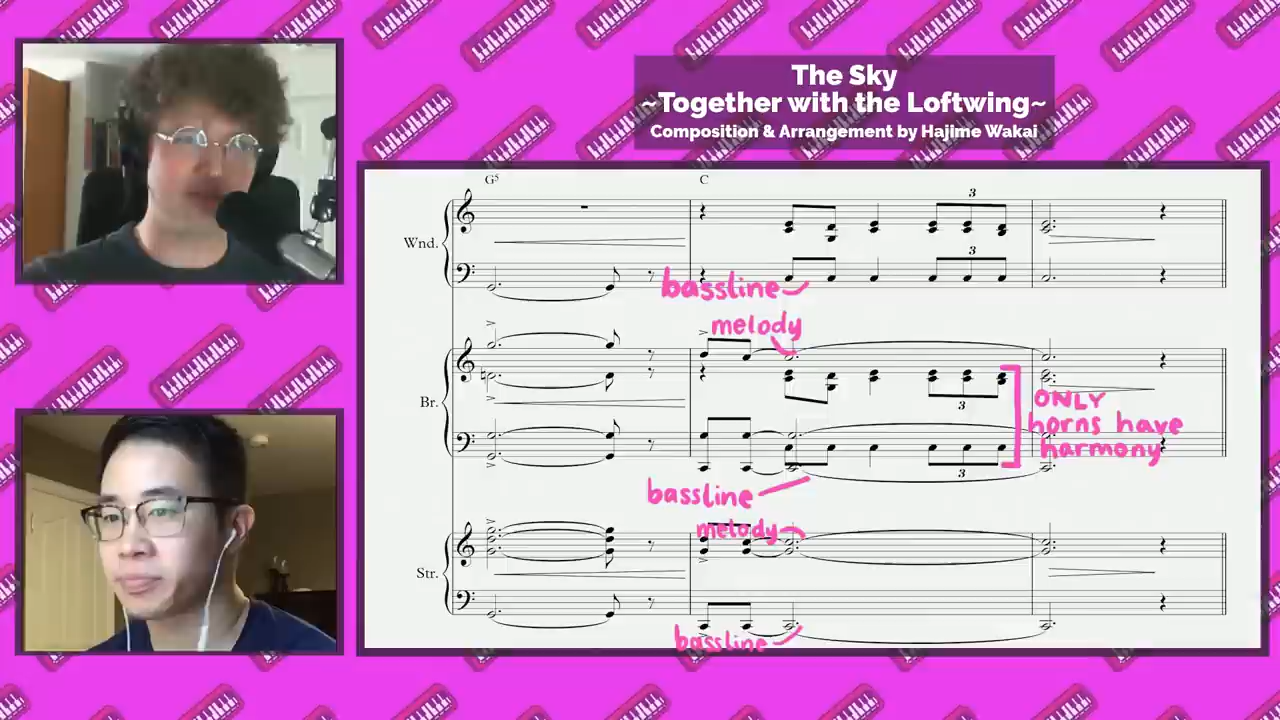 The Sky
~Together with the Loftwing~
Composition & Arrangement by Hajime Wakai
G5 C
3
Wnd.
3
bassline
melody
Br.
3
ONLY
horns have
harmony
3
bassline
melody
Str.
bassline